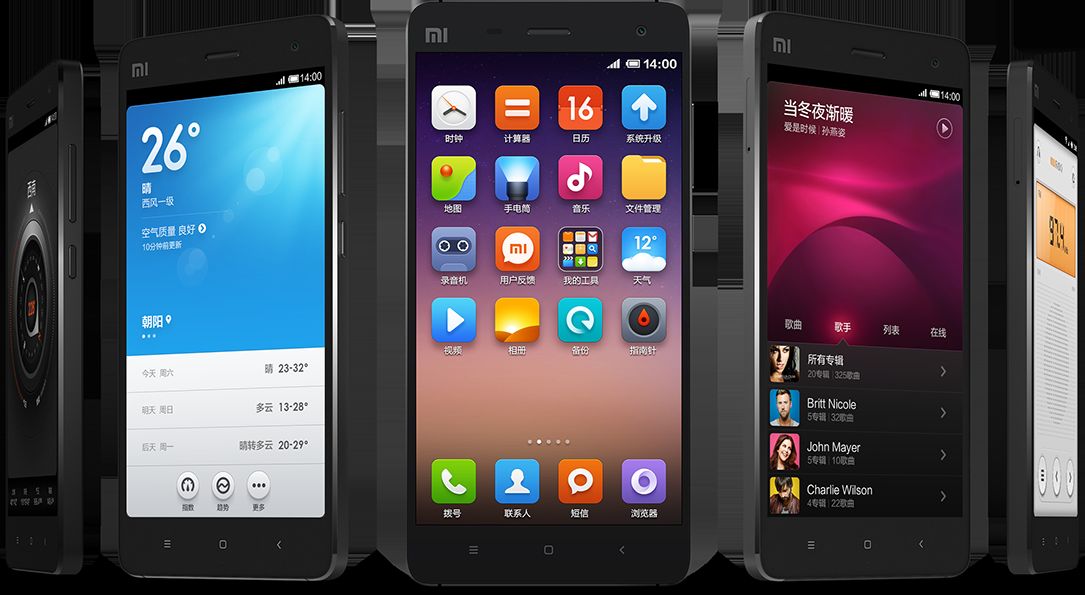 西南
mi
14:00
26°
晴
西风一级
空气质量 良好
10分钟前更新
朝阳
今天 周六 晴 23-32°
明天 周日 多云 13-28°
后天 周一 晴转多云 20-29°
指数 趋势 更多
mi
14:00
16
时钟 计算器 日历 系统升级
地图 手电筒 音乐 文件管理
mi 12°
录音机 用户反馈 我的工具 天气
视频 相册 备份 指南针
拨号 联系人 短信 浏览器
mi
14:00
当冬夜渐暖
爱是时候 | 孙燕姿
歌曲 歌手 列表 在线
所有专辑
20专辑 | 325歌曲
Britt Nicole
5专辑 | 32歌曲
John Mayer
5专辑 | 10歌曲
Charlie Wilson
4专辑 | 22歌曲
97.4